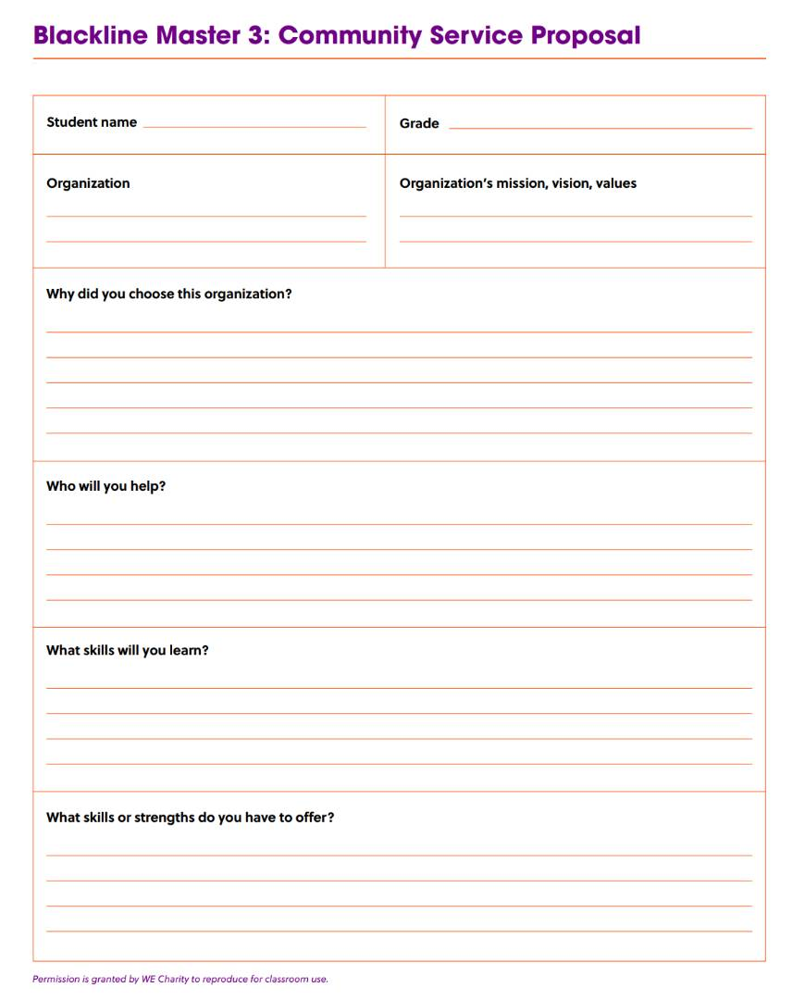 Blackline Master 3: Community Service Proposal
Student name
Grade
Organization
Organization's mission, vision, values
Why did you choose this organization?
Who will you help?
What skills will you learn?
What skills or strengths do you have to offer?
Permission is granted by WE Charity to reproduce for classroom use.